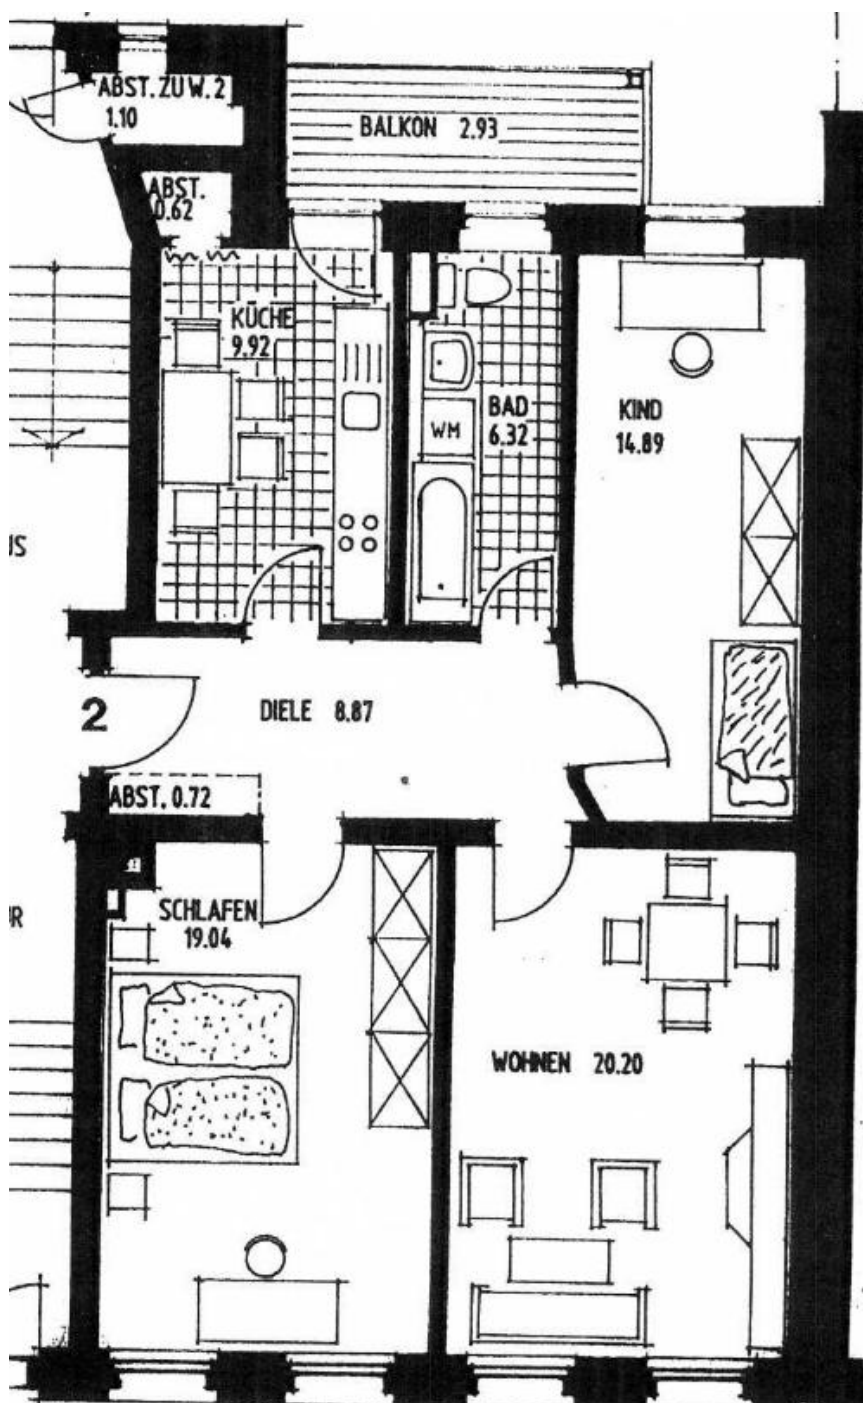 ABST. ZU W. 2
1.10
BALKON 2.93
ABST.
0.62
KÜCHE
9.92
BAD
6.32
WM
KIND
14.89
US
2
DIELE 8.87
ABST. 0.72
SCHLAFEN
19.04
WOHNEN 20.20